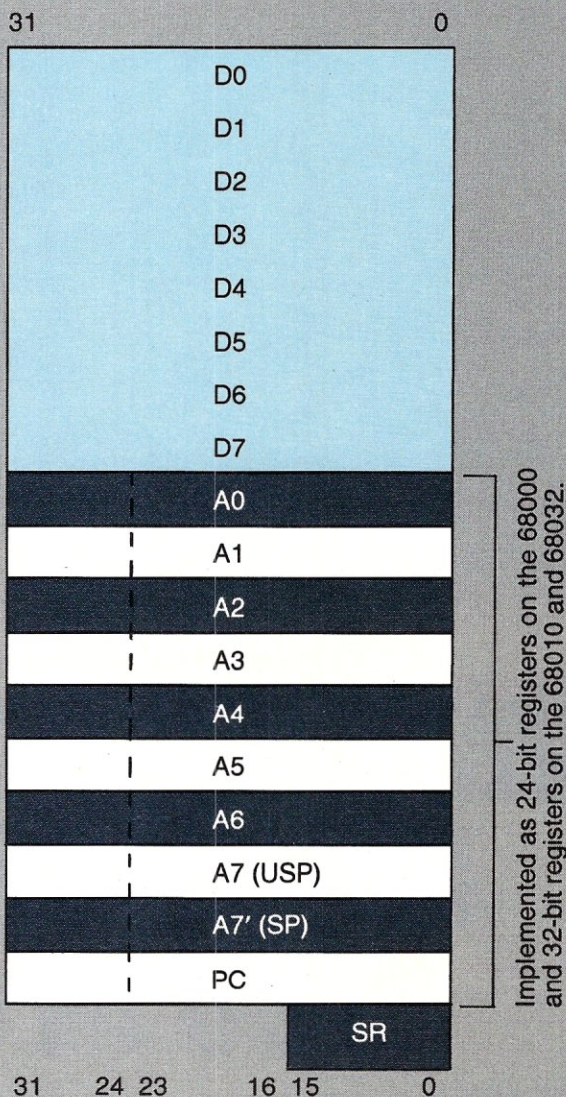 31 0
D0
D1
D2
D3
D4
D5
D6
D7
A0
A1
A2
A3
A4
A5
A6
A7 (USP)
A7′ (SP)
PC
SR
31 24 23 16 15 0
Implemented as 24-bit registers on the 68000
and 32-bit registers on the 68010 and 68032.